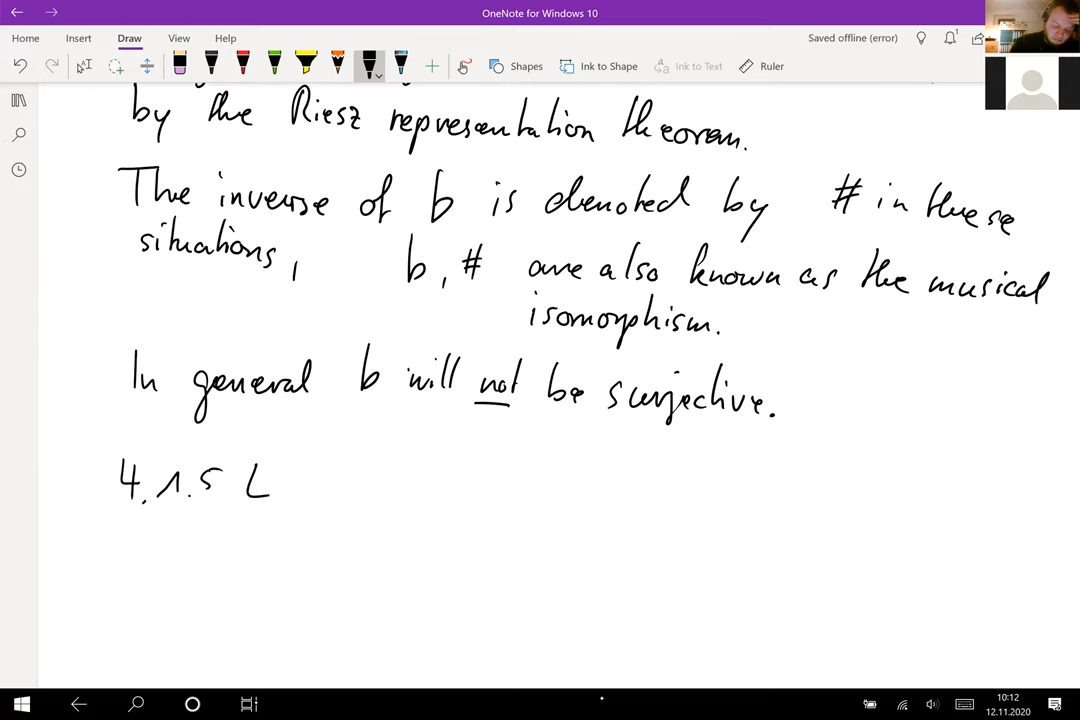 OneNote for Windows 10
Home Insert Draw View Help
Saved offline (error)
Shapes Ink to Shape Ink to Text Ruler
by the Riesz representation theorem.
The inverse of b is denoted by # in these
situations, b, # are also known as the musical
isomorphism.
In general b will not be surjective.
4.1.5 L
10:12
12.11.2020